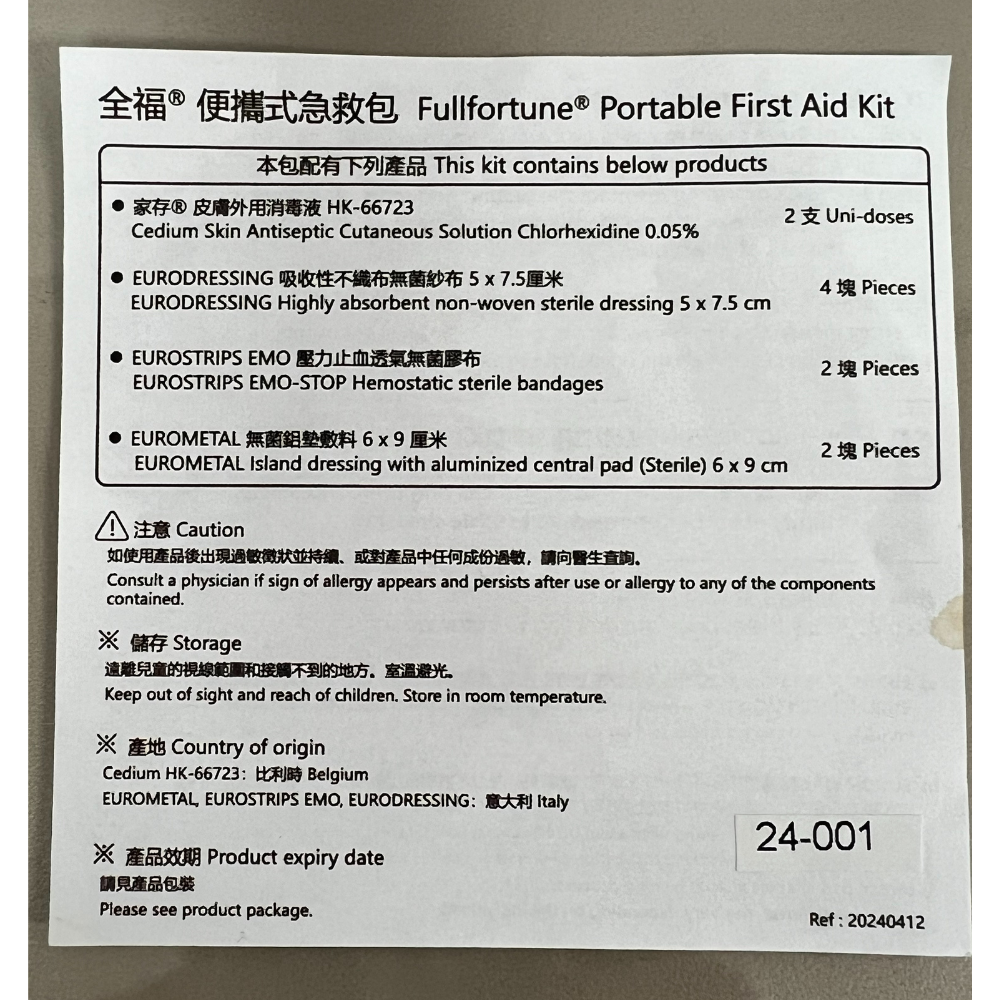 全福® 便攜式急救包 Fullfortune® Portable First Aid Kit
本包配有下列產品 This kit contains below products
● 家存® 皮膚外用消毒液 HK-66723
Cedium Skin Antiseptic Cutaneous Solution Chlorhexidine 0.05%
2 支 Uni-doses
● EURODRESSING 吸收性不織布無菌紗布 5 x 7.5厘米
EURODRESSING Highly absorbent non-woven sterile dressing 5 x 7.5 cm
4 塊 Pieces
● EUROSTRIPS EMO 壓力止血透氣無菌膠布
EUROSTRIPS EMO-STOP Hemostatic sterile bandages
2 塊 Pieces
● EUROMETAL 無菌鋁墊敷料 6 x 9 厘米
EUROMETAL Island dressing with aluminized central pad (Sterile) 6 x 9 cm
2 塊 Pieces
注意 Caution
如使用產品後出現過敏徵狀並持續、或對產品中任何成份過敏，請向醫生查詢。
Consult a physician if sign of allergy appears and persists after use or allergy to any of the components
contained.
※ 儲存 Storage
遠離兒童的視線範圍和接觸不到的地方。室溫避光。
Keep out of sight and reach of children. Store in room temperature.
※ 產地 Country of origin
Cedium HK-66723：比利時 Belgium
EUROMETAL, EUROSTRIPS EMO, EURODRESSING：意大利 Italy
24-001
※ 產品效期 Product expiry date
請見產品包裝
Please see product package.
Ref : 20240412